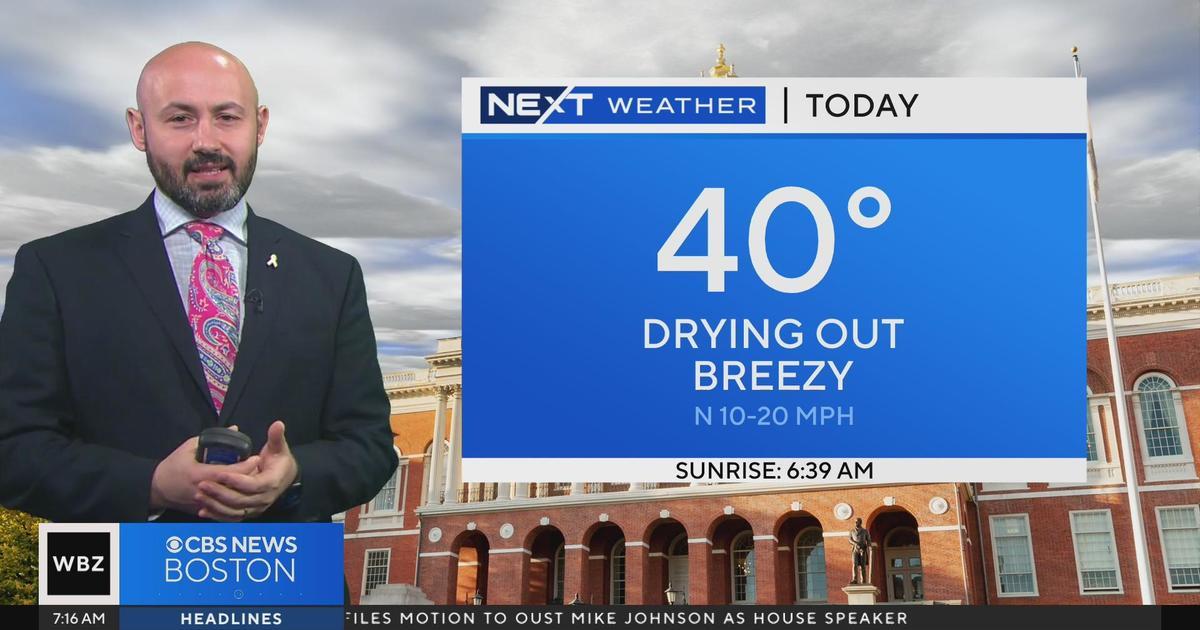 NEXT WEATHER | TODAY
40°
DRYING OUT
BREEZY
N 10-20 MPH
SUNRISE: 6:39 AM
WBZ
CBS NEWS
BOSTON
7:16 AM HEADLINES FILES MOTION TO OUST MIKE JOHNSON AS HOUSE SPEAKER